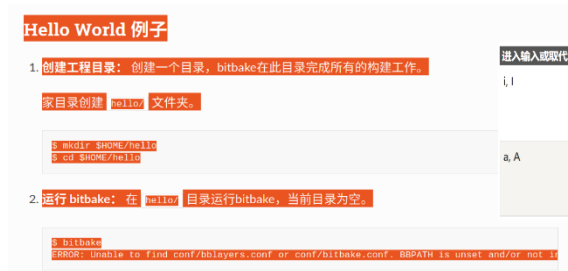 Hello World 例子
1. 创建工程目录： 创建一个目录，bitbake在此目录完成所有的构建工作。
家目录创建 hello/ 文件夹。
$ mkdir $HOME/hello
$ cd $HOME/hello
2. 运行 bitbake： 在 hello/ 目录运行bitbake，当前目录为空。
$ bitbake
ERROR: Unable to find conf/bblayers.conf or conf/bitbake.conf. BBPATH is unset and/or not in
进入输入或取代
i, I
a, A